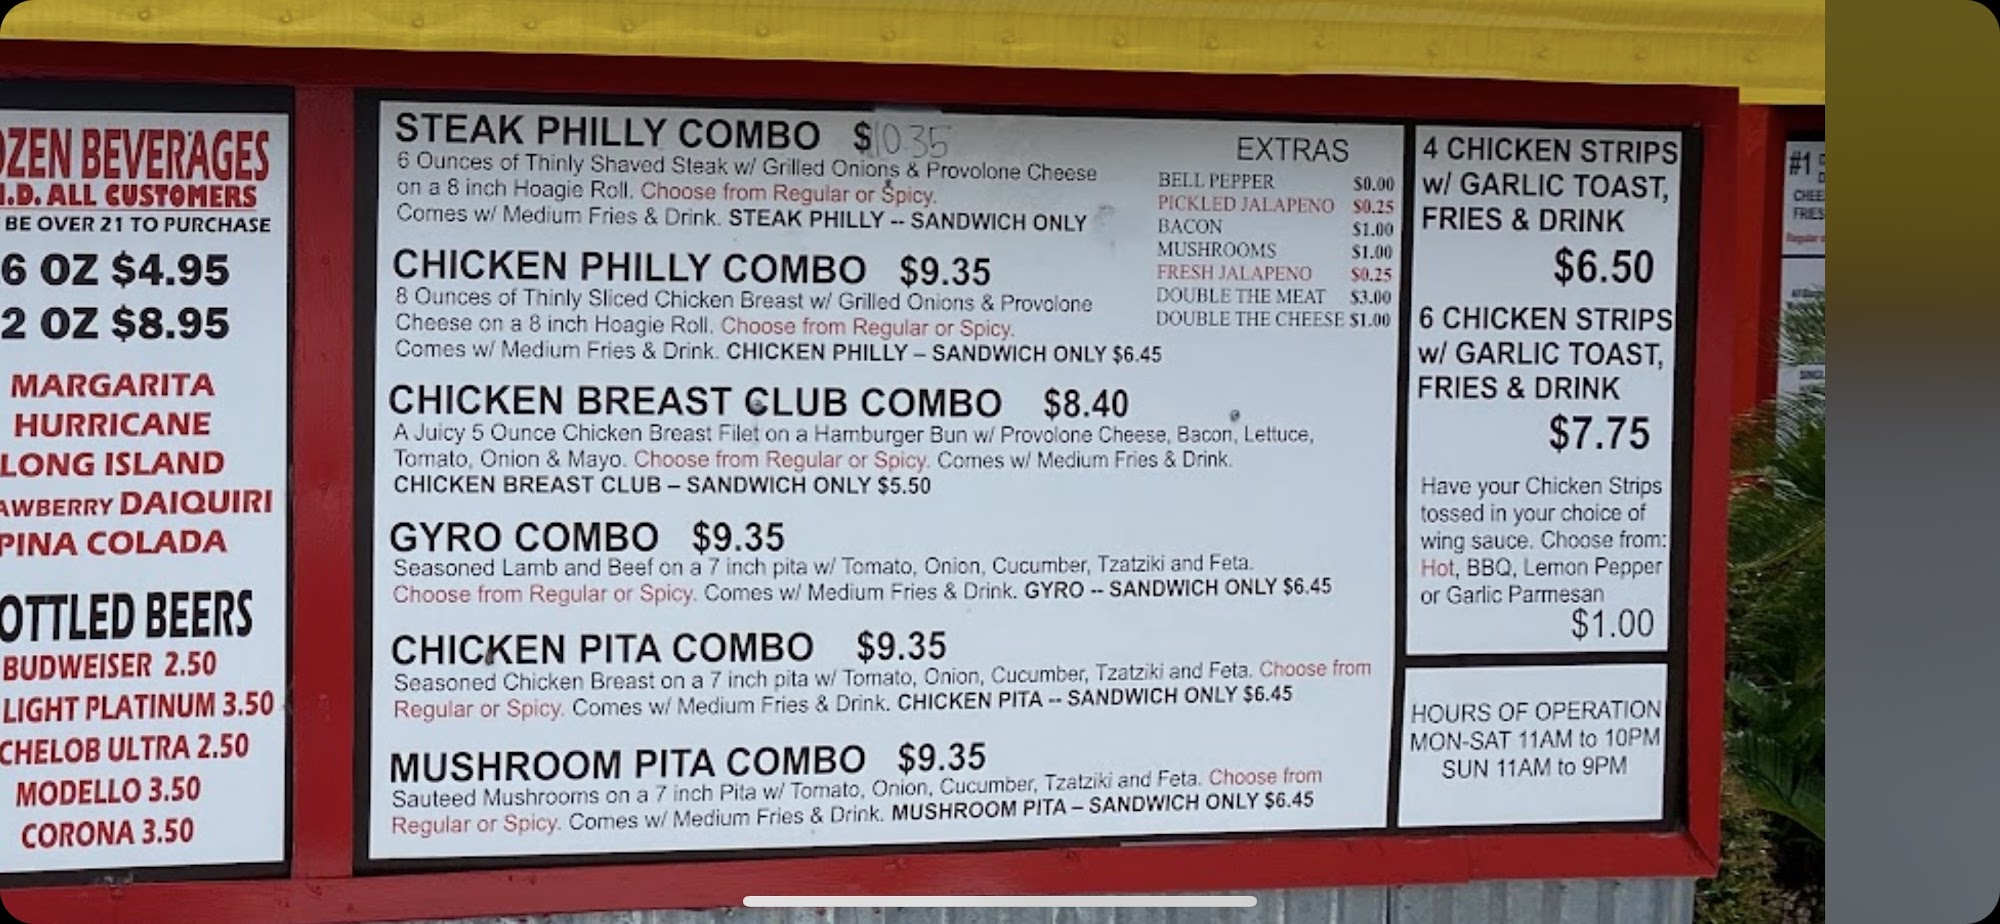 BEVERAGES
I.D. ALL CUSTOMERS
BE OVER 21 TO PURCHASE
6 OZ $4.95
2 OZ $8.95
MARGARITA
HURRICANE
LONG ISLAND
DAIQUIRI
PINA COLADA
BEERS
BUDWEISER 2.50
LIGHT PLATINUM 3.50
ULTRA 2.50
MODELLO 3.50
CORONA 3.50
STEAK PHILLY COMBO $10.35
6 Ounces of Thinly Shaved Steak w/ Grilled Onions & Provolone Cheese
on a 8 inch Hoagie Roll. Choose from Regular or Spicy.
Comes w/ Medium Fries & Drink. STEAK PHILLY -- SANDWICH ONLY
CHICKEN PHILLY COMBO $9.35
8 Ounces of Thinly Sliced Chicken Breast w/ Grilled Onions & Provolone
Cheese on a 8 inch Hoagie Roll. Choose from Regular or Spicy.
Comes w/ Medium Fries & Drink. CHICKEN PHILLY – SANDWICH ONLY $6.45
CHICKEN BREAST CLUB COMBO $8.40
A Juicy 5 Ounce Chicken Breast Filet on a Hamburger Bun w/ Provolone Cheese, Bacon, Lettuce,
Tomato, Onion & Mayo. Choose from Regular or Spicy. Comes w/ Medium Fries & Drink.
CHICKEN BREAST CLUB – SANDWICH ONLY $5.50
GYRO COMBO $9.35
Seasoned Lamb and Beef on a 7 inch pita w/ Tomato, Onion, Cucumber, Tzatziki and Feta.
Choose from Regular or Spicy. Comes w/ Medium Fries & Drink. GYRO -- SANDWICH ONLY $6.45
CHICKEN PITA COMBO $9.35
Seasoned Chicken Breast on a 7 inch pita w/ Tomato, Onion, Cucumber, Tzatziki and Feta. Choose from
Regular or Spicy. Comes w/ Medium Fries & Drink. CHICKEN PITA -- SANDWICH ONLY $6.45
MUSHROOM PITA COMBO $9.35
Sauteed Mushrooms on a 7 inch Pita w/ Tomato, Onion, Cucumber, Tzatziki and Feta. Choose from
Regular or Spicy. Comes w/ Medium Fries & Drink. MUSHROOM PITA – SANDWICH ONLY $6.45
EXTRAS
BELL PEPPER $0.00
PICKLED JALAPENO $0.25
BACON $1.00
MUSHROOMS $1.00
FRESH JALAPENO $0.25
DOUBLE THE MEAT $3.00
DOUBLE THE CHEESE $1.00
4 CHICKEN STRIPS
w/ GARLIC TOAST,
FRIES & DRINK
$6.50
6 CHICKEN STRIPS
w/ GARLIC TOAST,
FRIES & DRINK
$7.75
Have your Chicken Strips
tossed in your choice of
wing sauce. Choose from:
Hot, BBQ, Lemon Pepper
or Garlic Parmesan
$1.00
HOURS OF OPERATION
MON-SAT 11AM to 10PM
SUN 11AM to 9PM
#1